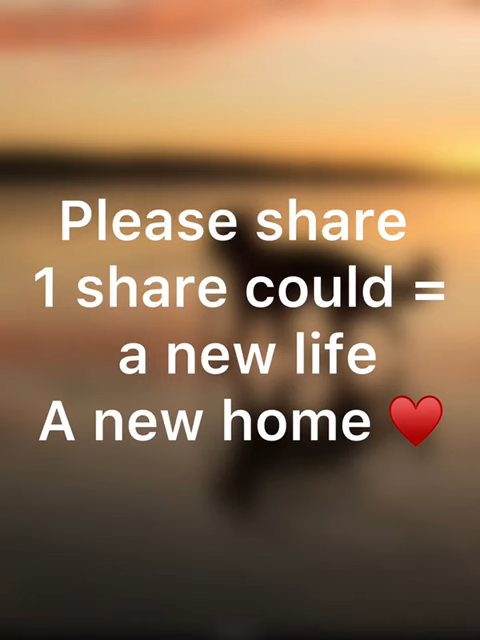 Please share
1 share could =
a new life
A new home ♥️